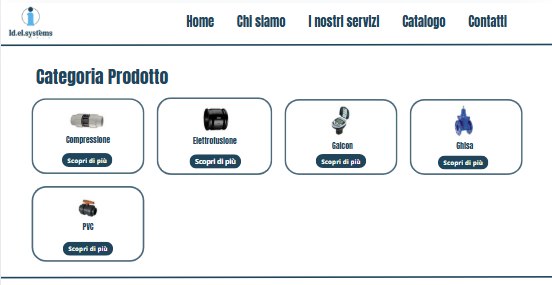 Id.el.systems
Home Chi siamo I nostri servizi Catalogo Contatti
Categoria Prodotto
Compressione Elettrofusione Galcon Ghisa
Scopri di più Scopri di più Scopri di più Scopri di più
PVC
Scopri di più